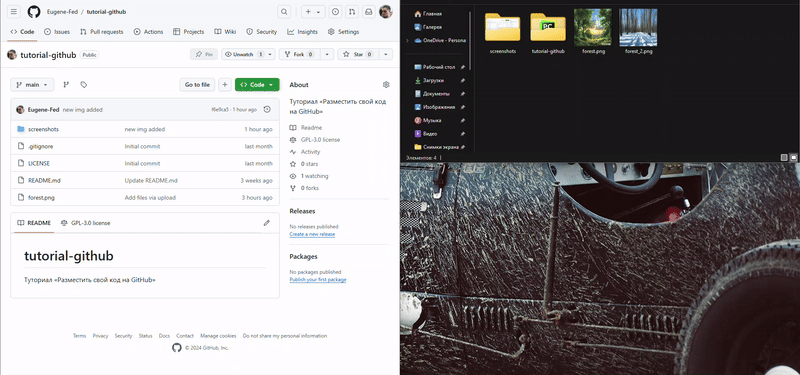 Eugene-Fed / tutorial-github
Code
Issues
Pull requests
Actions
Projects
Wiki
Security
Insights
Settings
tutorial-github Public
Pin
Unwatch 1
Fork 0
Star 0
main
Go to file
Code
Eugene-Fed new img added
1 hour ago
screenshots new img added 1 hour ago
.gitignore Initial commit last month
LICENSE Initial commit last month
README.md Update README.md 3 weeks ago
forest.png Add files via upload 3 hours ago
README
GPL-3.0 license
tutorial-github
Туториал «Разместить свой код на GitHub»
About
Туториал «Разместить свой код
на GitHub»
Readme
GPL-3.0 license
Activity
0 stars
1 watching
0 forks
Releases
No releases published
Create a new release
Packages
No packages published
Publish your first package
Terms Privacy Security Status Docs Contact Manage cookies Do not share my personal information
© 2024 GitHub, Inc.
Главная
Галерея
OneDrive - Persona
Рабочий стол
Загрузки
Документы
Изображения
Музыка
Видео
Снимки экрана
Элементов: 4
screenshots
PC
tutorial-github
forest.png
forest_2.png